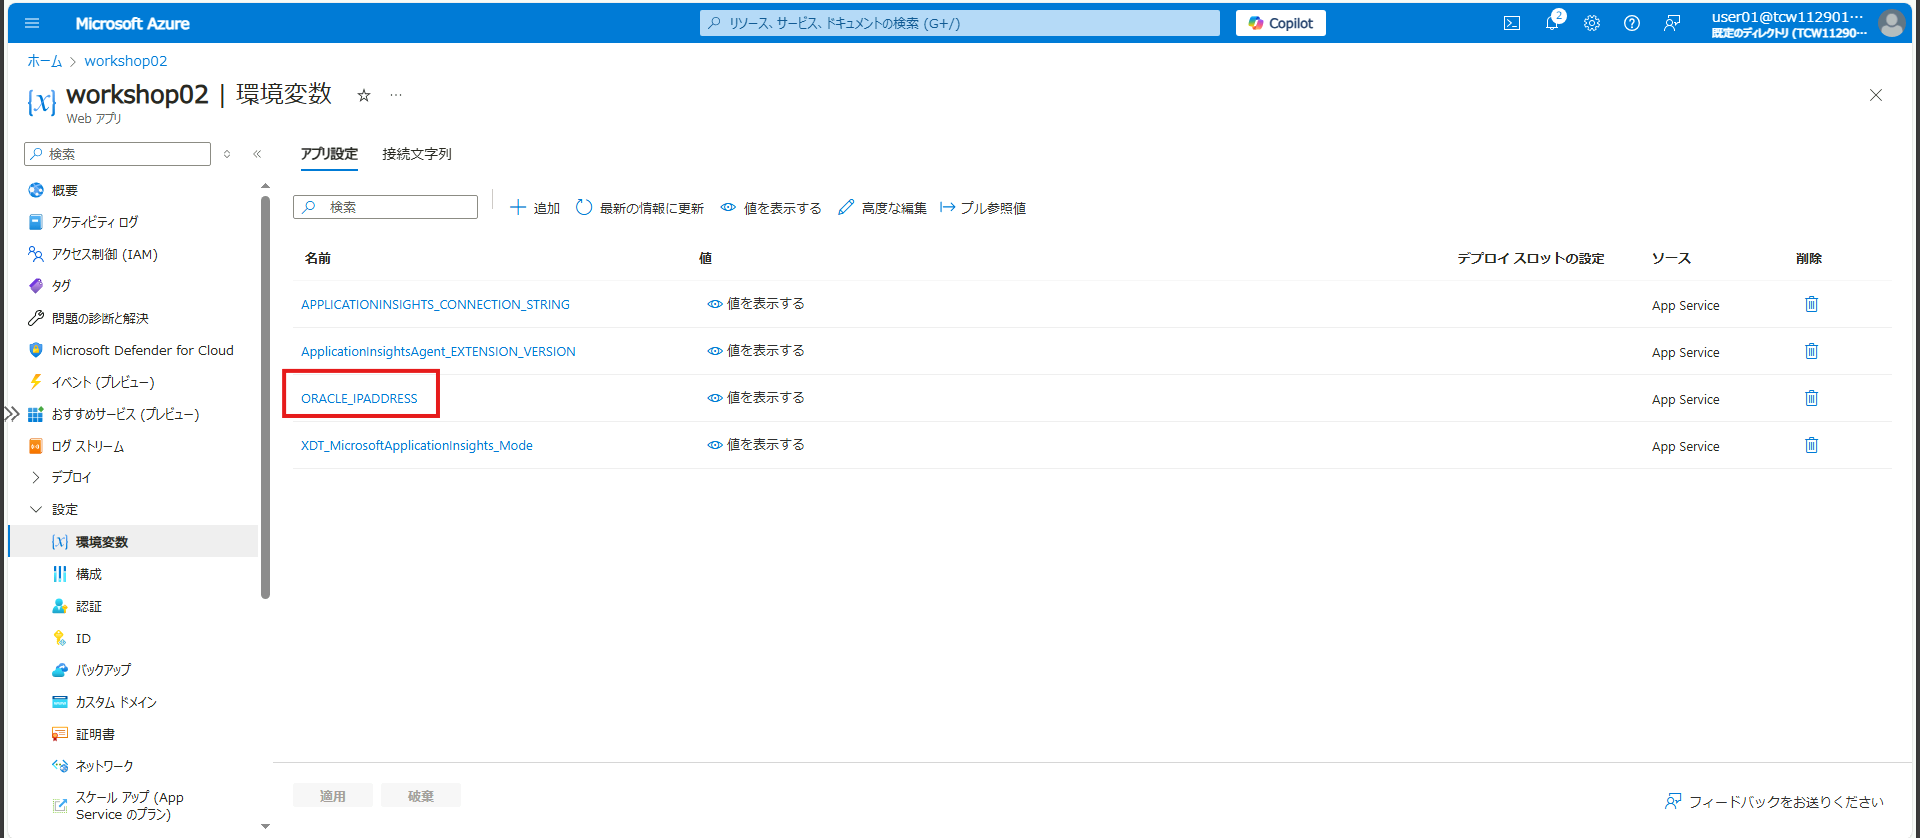 Microsoft Azure
リソース、サービス、ドキュメントの検索 (G+/)
Copilot
2
user01@tcw112901…
既定のディレクトリ (TCW11290…
ホーム > workshop02
workshop02 | 環境変数
Web アプリ
検索
概要
アクティビティ ログ
アクセス制御 (IAM)
タグ
問題の診断と解決
Microsoft Defender for Cloud
イベント (プレビュー)
おすすめサービス (プレビュー)
ログ ストリーム
デプロイ
設定
環境変数
構成
認証
ID
バックアップ
カスタム ドメイン
証明書
ネットワーク
スケール アップ (App
Service のプラン)
アプリ設定 接続文字列
検索 追加 最新の情報に更新 値を表示する 高度な編集 プル参照値
名前 値 デプロイ スロットの設定 ソース 削除
APPLICATIONINSIGHTS_CONNECTION_STRING 値を表示する App Service
ApplicationInsightsAgent_EXTENSION_VERSION 値を表示する App Service
ORACLE_IPADDRESS 値を表示する App Service
XDT_MicrosoftApplicationInsights_Mode 値を表示する App Service
適用 破棄
フィードバックをお送りください